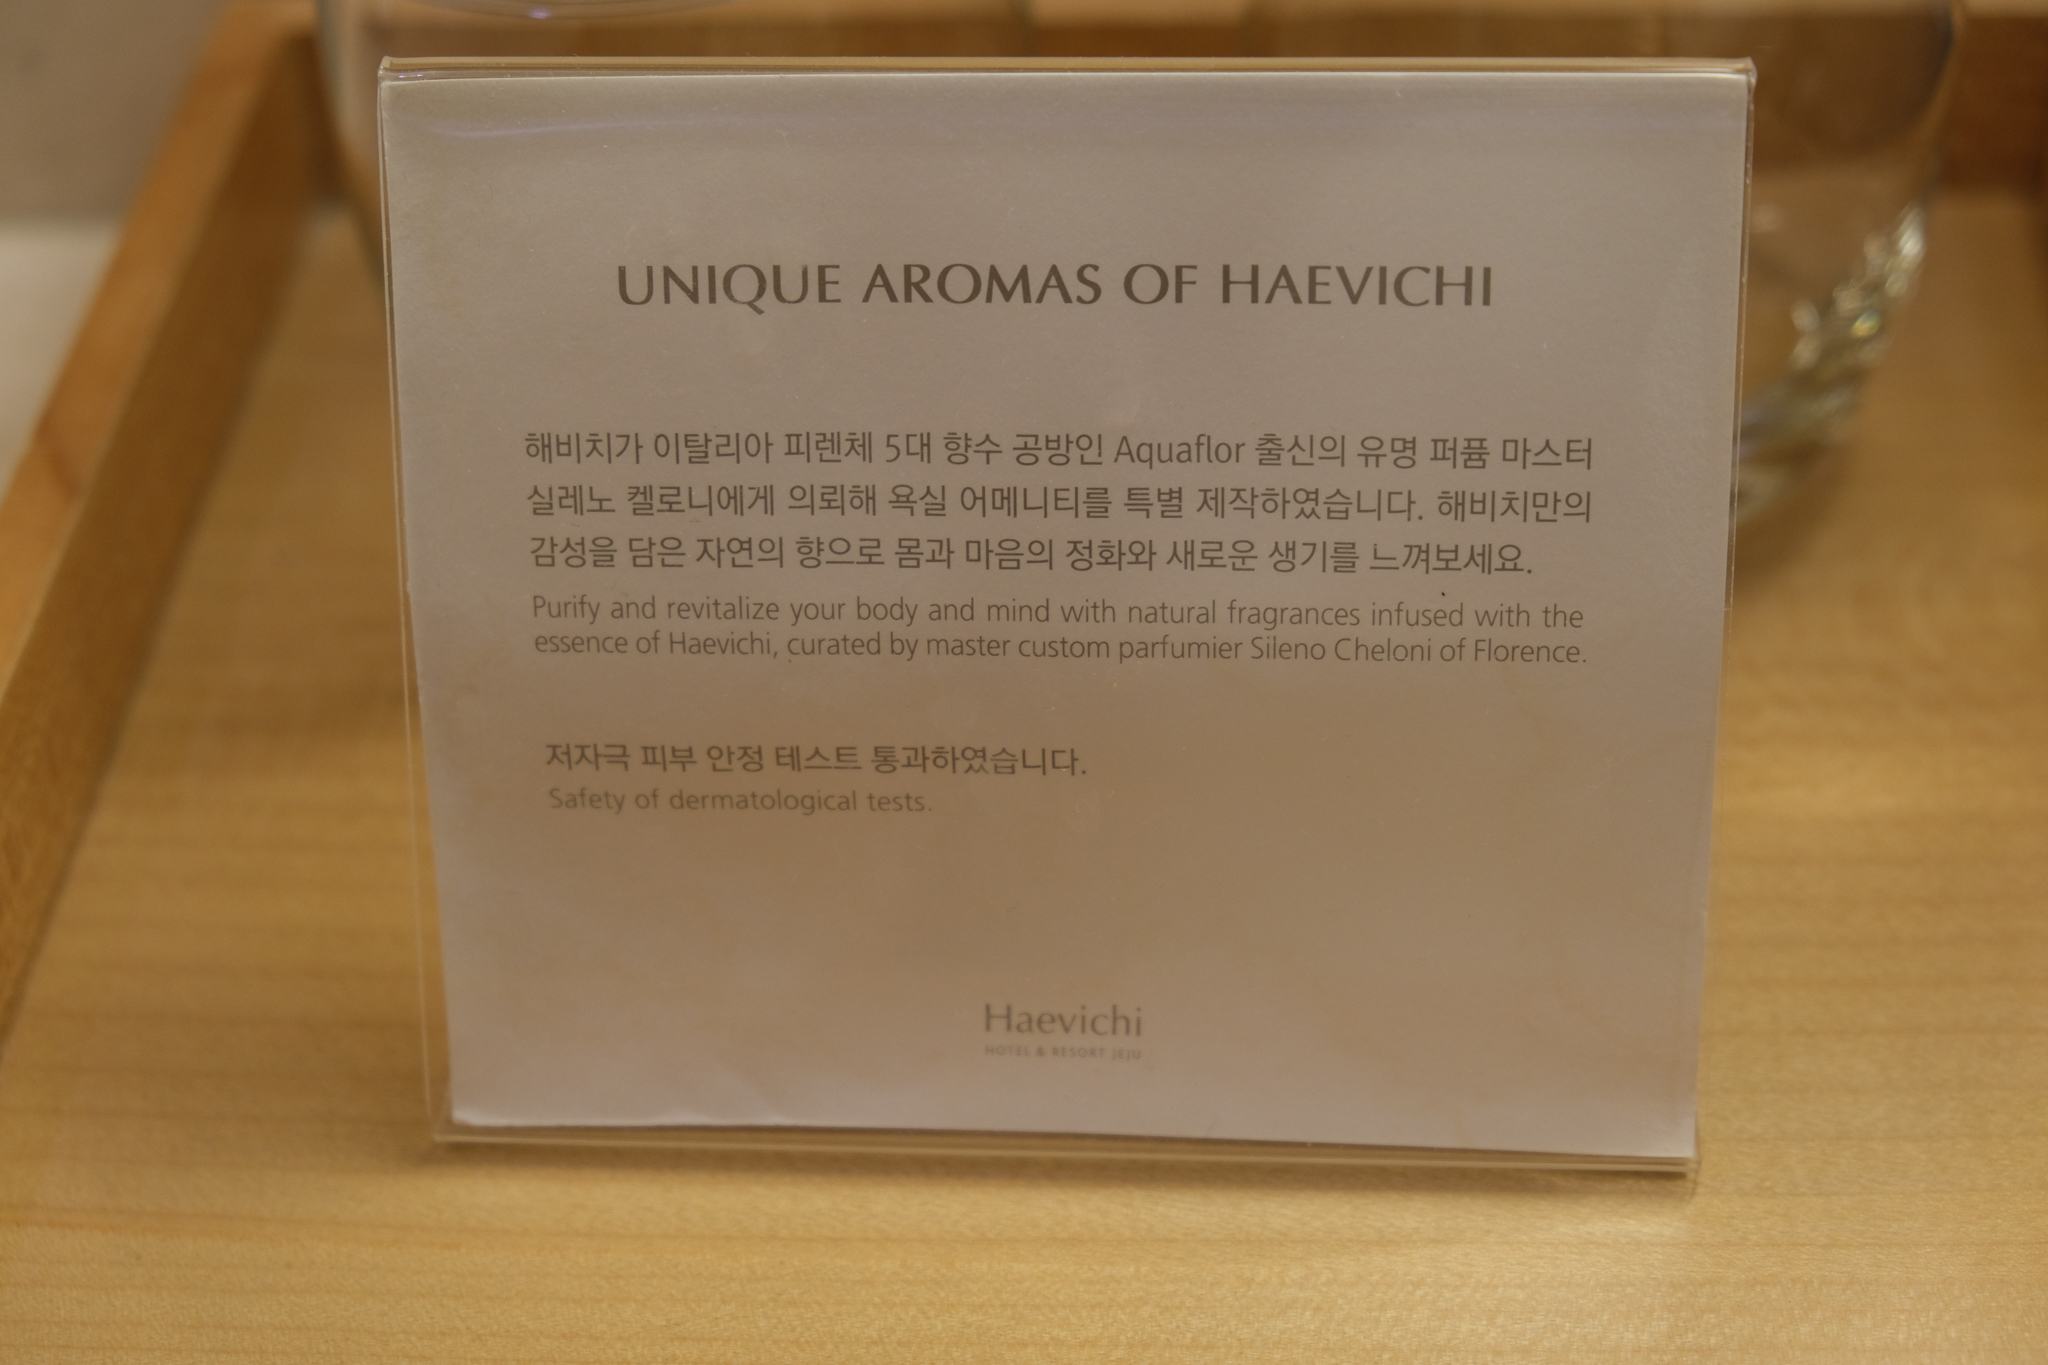 UNIQUE AROMAS OF HAEVICHI
해비치가 이탈리아 피렌체 5대 향수 공방인 Aquaflor 출신의 유명 퍼퓸 마스터
실레노 켈로니에게 의뢰해 욕실 어메니티를 특별 제작하였습니다. 해비치만의
감성을 담은 자연의 향으로 몸과 마음의 정화와 새로운 생기를 느껴보세요.
Purify and revitalize your body and mind with natural fragrances infused with the
essence of Haevichi, curated by master custom parfumier Sileno Cheloni of Florence.
저자극 피부 안정 테스트 통과하였습니다.
Safety of dermatological tests.
Haevichi
HOTEL & RESORT JEJU